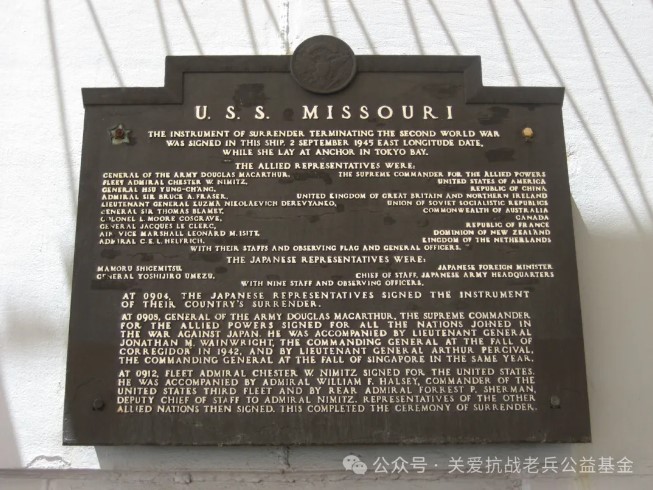 U. S. S. MISSOURI
THE INSTRUMENT OF SURRENDER TERMINATING THE SECOND WORLD WAR
WAS SIGNED IN THIS SHIP. 2 SEPTEMBER 1945 EAST LONGITUDE DATE,
WHILE SHE LAY AT ANCHOR IN TOKYO BAY.
THE ALLIED REPRESENTATIVES WERE:
GENERAL OF THE ARMY DOUGLAS MACARTHUR, THE SUPREME COMMANDER FOR THE ALLIED POWERS
FLEET ADMIRAL CHESTER W. NIMITZ, UNITED STATES OF AMERICA
GENERAL HSU YUNG-CH'ANG, REPUBLIC OF CHINA
ADMIRAL SIR BRUCE A. FRASER, UNITED KINGDOM OF GREAT BRITAIN AND NORTHERN IRELAND
LIEUTENANT GENERAL KUZMA NIKOLAEVICH DEREVYANKO, UNION OF SOVIET SOCIALISTIC REPUBLICS
GENERAL SIR THOMAS BLAMEY, COMMONWEALTH OF AUSTRALIA
COLONEL L. MOORE COSGRAVE, CANADA
GENERAL JACQUES LE CLERC, REPUBLIC OF FRANCE
AIR VICE MARSHALL LEONARD M. ISITT, DOMINION OF NEW ZEALAND
ADMIRAL C.E.L. HELFRICH, KINGDOM OF THE NETHERLANDS
WITH THEIR STAFFS AND OBSERVING FLAG AND GENERAL OFFICERS.
THE JAPANESE REPRESENTATIVES WERE:
MAMORU SHIGEMITSU, JAPANESE FOREIGN MINISTER
GENERAL YOSHIJIRO UMEZU, CHIEF OF STAFF, JAPANESE ARMY HEADQUARTERS
WITH NINE STAFF AND OBSERVING OFFICERS.
AT 0904, THE JAPANESE REPRESENTATIVES SIGNED THE INSTRUMENT
OF THEIR COUNTRY'S SURRENDER.
AT 0908, GENERAL OF THE ARMY DOUGLAS MACARTHUR, THE SUPREME COMMANDER
FOR THE ALLIED POWERS SIGNED FOR ALL THE NATIONS JOINED IN
THE WAR AGAINST JAPAN. HE WAS ACCOMPANIED BY LIEUTENANT GENERAL
JONATHAN M. WAINWRIGHT, THE COMMANDING GENERAL AT THE FALL OF
CORREGIDOR IN 1942, AND BY LIEUTENANT GENERAL ARTHUR PERCIVAL,
THE COMMANDING GENERAL AT THE FALL OF SINGAPORE IN THE SAME YEAR.
AT 0912, FLEET ADMIRAL CHESTER W. NIMITZ SIGNED FOR THE UNITED STATES.
HE WAS ACCOMPANIED BY ADMIRAL WILLIAM F. HALSEY, COMMANDER OF THE
UNITED STATES THIRD FLEET AND BY REAR ADMIRAL FORREST P. SHERMAN,
DEPUTY CHIEF OF STAFF TO ADMIRAL NIMITZ. REPRESENTATIVES OF THE OTHER
ALLIED NATIONS THEN SIGNED. THIS COMPLETED THE CEREMONY OF SURRENDER.
公众号 · 关爱抗战老兵公益基金